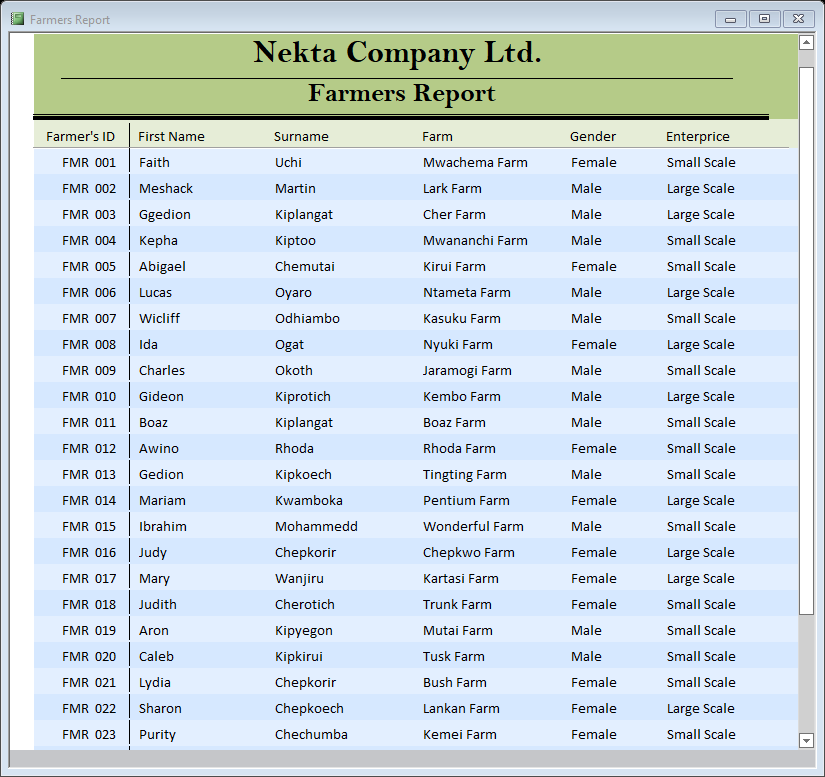 Farmers Report
Nekta Company Ltd.
Farmers Report
Farmer's ID First Name Surname Farm Gender Enterprice
FMR 001 Faith Uchi Mwachema Farm Female Small Scale
FMR 002 Meshack Martin Lark Farm Male Large Scale
FMR 003 Ggedion Kiplangat Cher Farm Male Large Scale
FMR 004 Kepha Kiptoo Mwananchi Farm Male Small Scale
FMR 005 Abigael Chemutai Kirui Farm Female Small Scale
FMR 006 Lucas Oyaro Ntameta Farm Male Large Scale
FMR 007 Wicliff Odhiambo Kasuku Farm Male Small Scale
FMR 008 Ida Ogat Nyuki Farm Female Large Scale
FMR 009 Charles Okoth Jaramogi Farm Male Small Scale
FMR 010 Gideon Kiprotich Kembo Farm Male Large Scale
FMR 011 Boaz Kiplangat Boaz Farm Male Small Scale
FMR 012 Awino Rhoda Rhoda Farm Female Small Scale
FMR 013 Gedion Kipkoech Tingting Farm Male Small Scale
FMR 014 Mariam Kwamboka Pentium Farm Female Large Scale
FMR 015 Ibrahim Mohammedd Wonderful Farm Male Small Scale
FMR 016 Judy Chepkorir Chepkwo Farm Female Large Scale
FMR 017 Mary Wanjiru Kartasi Farm Female Large Scale
FMR 018 Judith Cherotich Trunk Farm Female Small Scale
FMR 019 Aron Kipyegon Mutai Farm Male Small Scale
FMR 020 Caleb Kipkirui Tusk Farm Male Small Scale
FMR 021 Lydia Chepkorir Bush Farm Female Small Scale
FMR 022 Sharon Chepkoech Lankan Farm Female Large Scale
FMR 023 Purity Chechumba Kemei Farm Female Small Scale